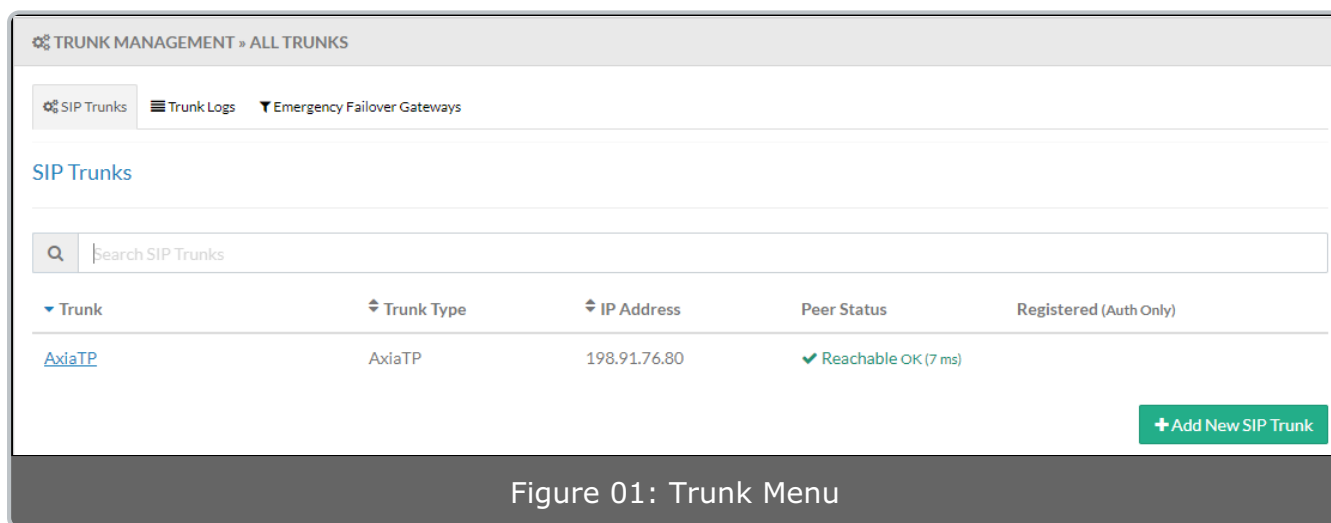 TRUNK MANAGEMENT » ALL TRUNKS
SIP Trunks Trunk Logs Emergency Failover Gateways
SIP Trunks
Search SIP Trunks
Trunk Trunk Type IP Address Peer Status Registered (Auth Only)
AxiaTP AxiaTP 198.91.76.80 Reachable OK (7 ms)
+Add New SIP Trunk
Figure 01: Trunk Menu